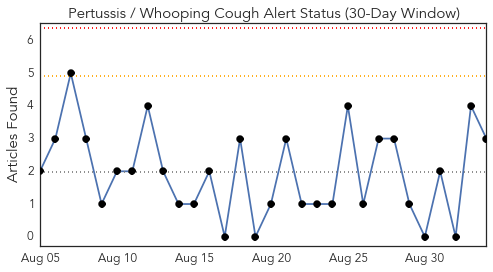 Pertussis / Whooping Cough Alert Status (30-Day Window)
Articles Found
6
5
4
3
2
1
0
Aug 05 Aug 10 Aug 15 Aug 20 Aug 25 Aug 30